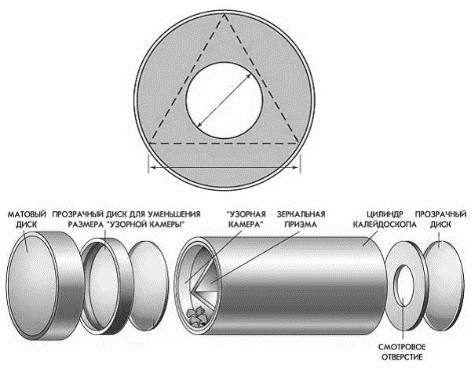 МАТОВЫЙ
ДИСК
ПРОЗРАЧНЫЙ ДИСК ДЛЯ УМЕНЬШЕНИЯ
РАЗМЕРА "УЗОРНОЙ КАМЕРЫ"
"УЗОРНАЯ
КАМЕРА"
ЗЕРКАЛЬНАЯ
ПРИЗМА
ЦИЛИНДР
КАЛЕЙДОСКОПА
ПРОЗРАЧНЫЙ
ДИСК
СМОТРОВОЕ
ОТВЕРСТИЕ